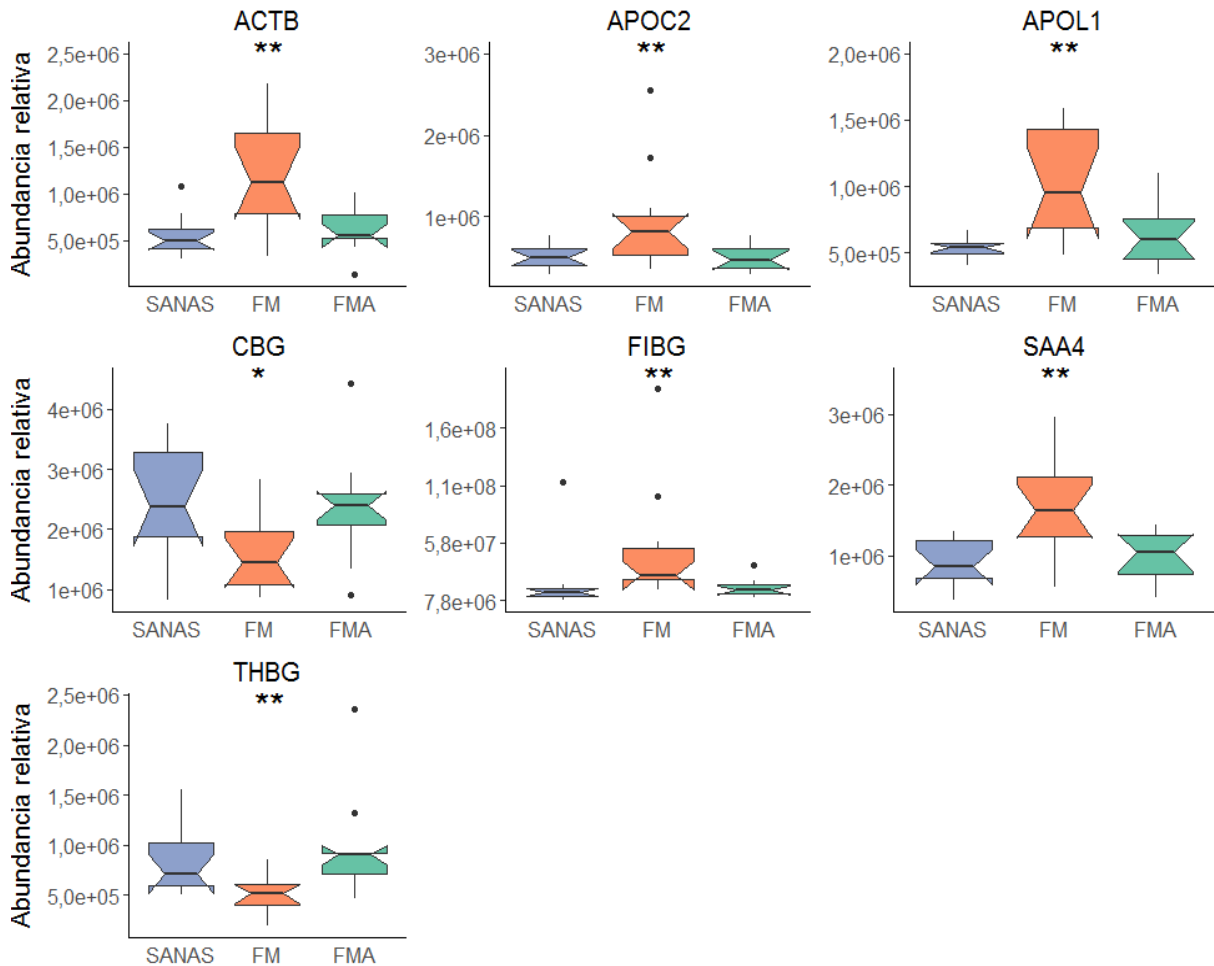 ACTB
**
Abundancia relativa
2,5e+06
2,0e+06
1,5e+06
1,0e+06
5,0e+05
SANAS FM FMA
APOC2
**
3e+06
2e+06
1e+06
SANAS FM FMA
APOL1
**
2,0e+06
1,5e+06
1,0e+06
5,0e+05
SANAS FM FMA
CBG
*
Abundancia relativa
4e+06
3e+06
2e+06
1e+06
SANAS FM FMA
FIBG
**
1,6e+08
1,1e+08
5,8e+07
7,8e+06
SANAS FM FMA
SAA4
**
3e+06
2e+06
1e+06
SANAS FM FMA
THBG
**
Abundancia relativa
2,5e+06
2,0e+06
1,5e+06
1,0e+06
5,0e+05
SANAS FM FMA